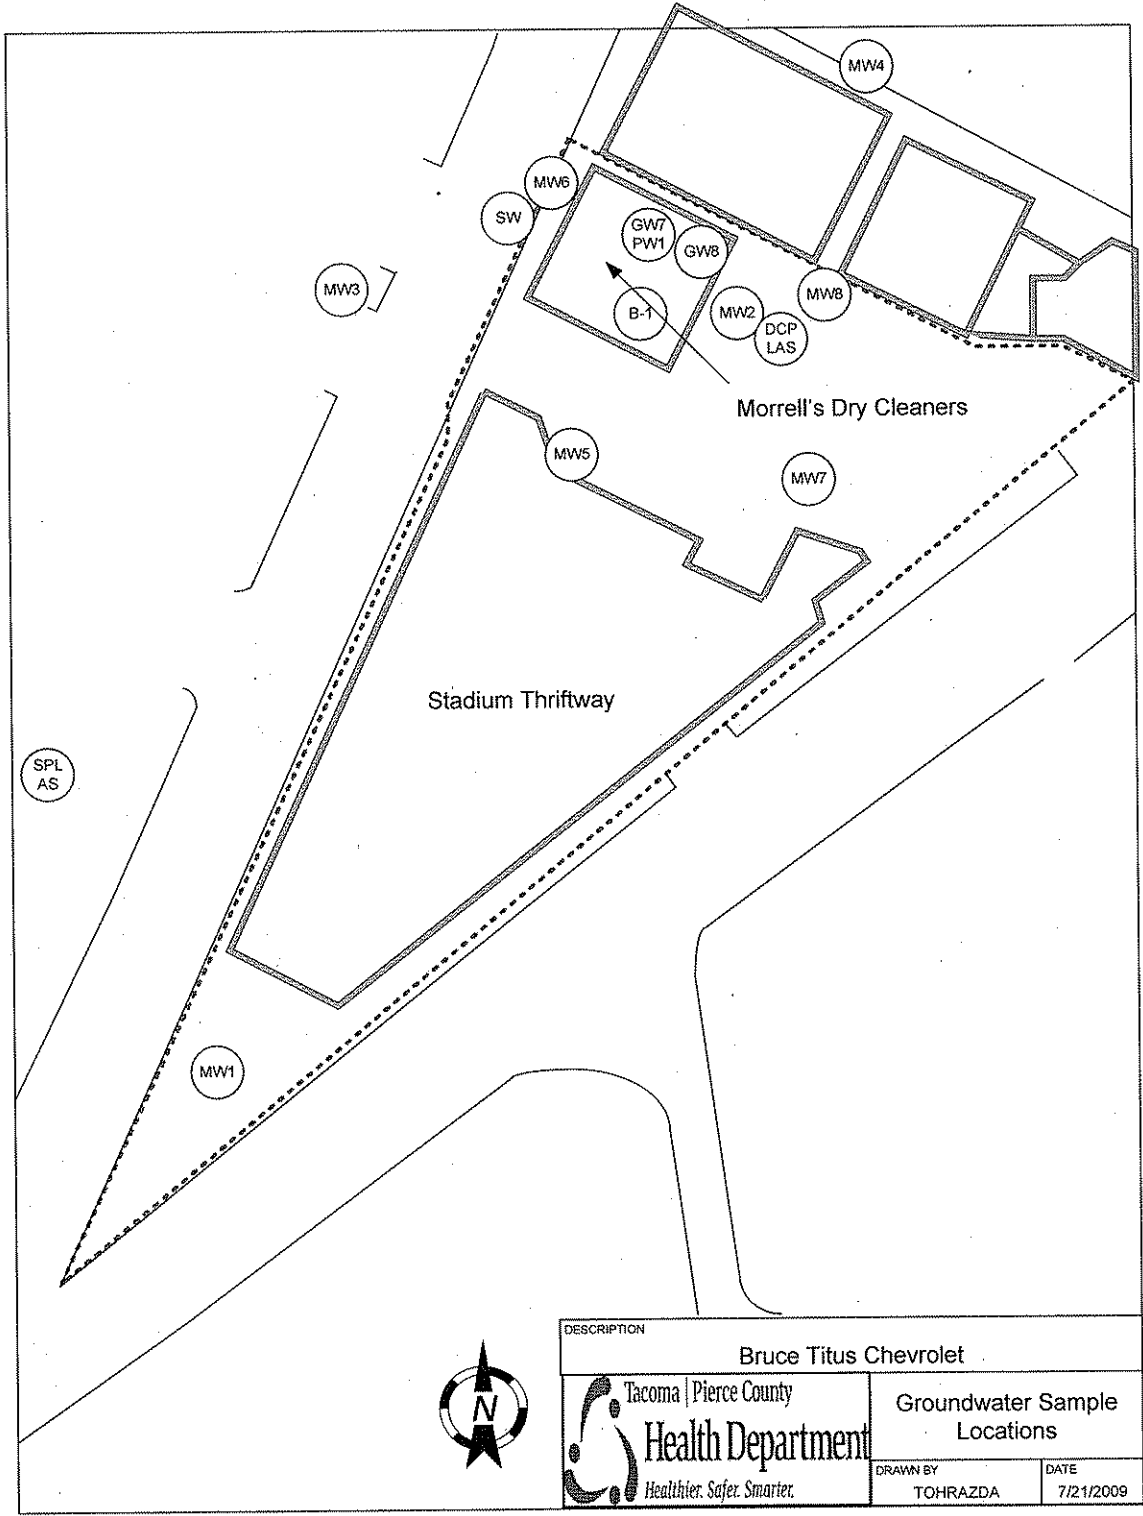 MW4
MW6
SW
GW7
PW1
GW8
MW3
MW8
B-1
MW2
DCP
LAS
Morrell's Dry Cleaners
MW5
MW7
Stadium Thriftway
SPL
AS
MW1
N
DESCRIPTION
Bruce Titus Chevrolet
Tacoma | Pierce County
Health Department
Healthier. Safer. Smarter.
Groundwater Sample
Locations
DRAWN BY
TOHRAZDA
DATE
7/21/2009